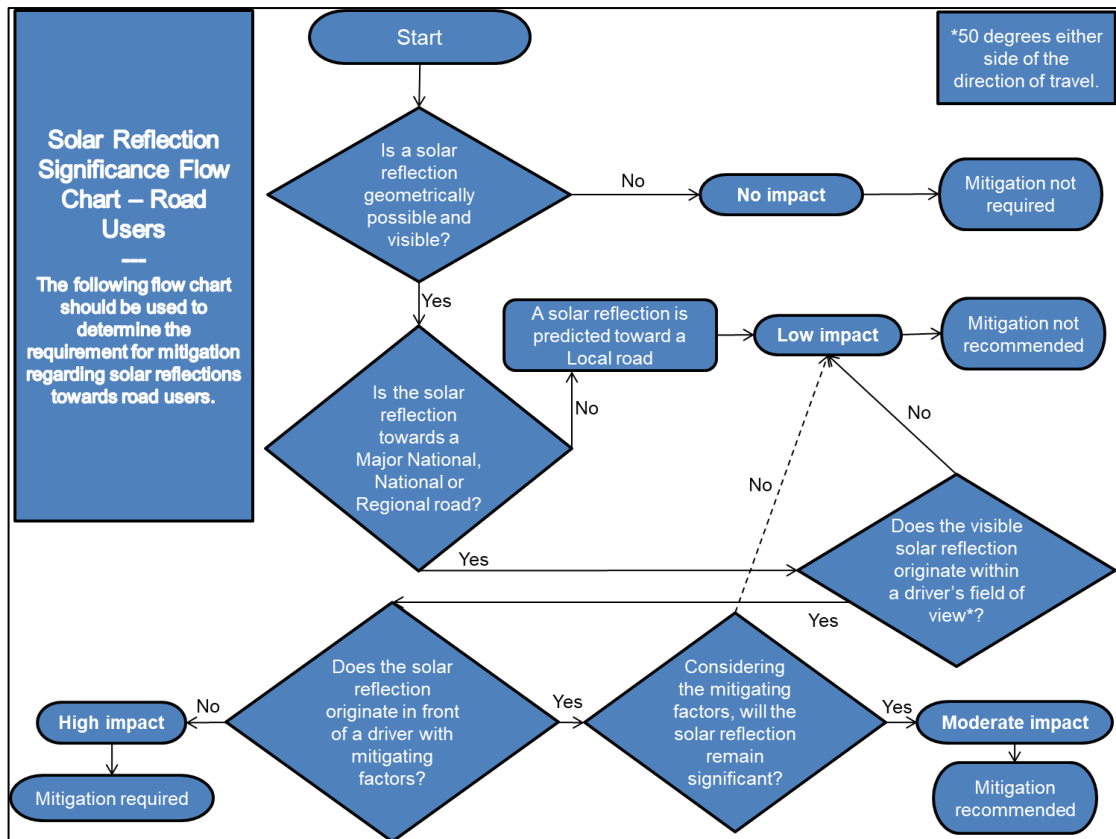 Start
*50 degrees either
side of the
direction of travel.
Solar Reflection
Significance Flow
Chart – Road
Users
---
The following flow chart
should be used to
determine the
requirement for mitigation
regarding solar reflections
towards road users.
Is a solar
reflection
geometrically
possible and
visible?
No
No impact
Mitigation not
required
Yes
A solar reflection is
predicted toward a
Local road
Low impact
Mitigation not
recommended
Is the solar
reflection
towards a
Major National,
National or
Regional road?
No
No
No
Yes
Does the visible
solar reflection
originate within
a driver's field of
view*?
Yes
Does the solar
reflection
originate in front
of a driver with
mitigating
factors?
No
High impact
Mitigation required
Yes
Considering
the mitigating
factors, will the
solar reflection
remain
significant?
Yes
Moderate impact
Mitigation
recommended